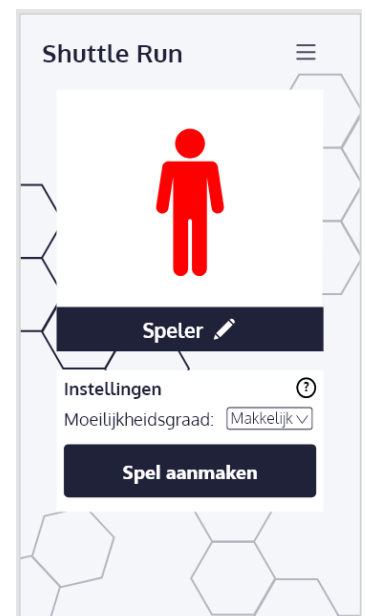 Shuttle Run
Speler
Instellingen ?
Moeilijkheidsgraad: Makkelijk
Spel aanmaken